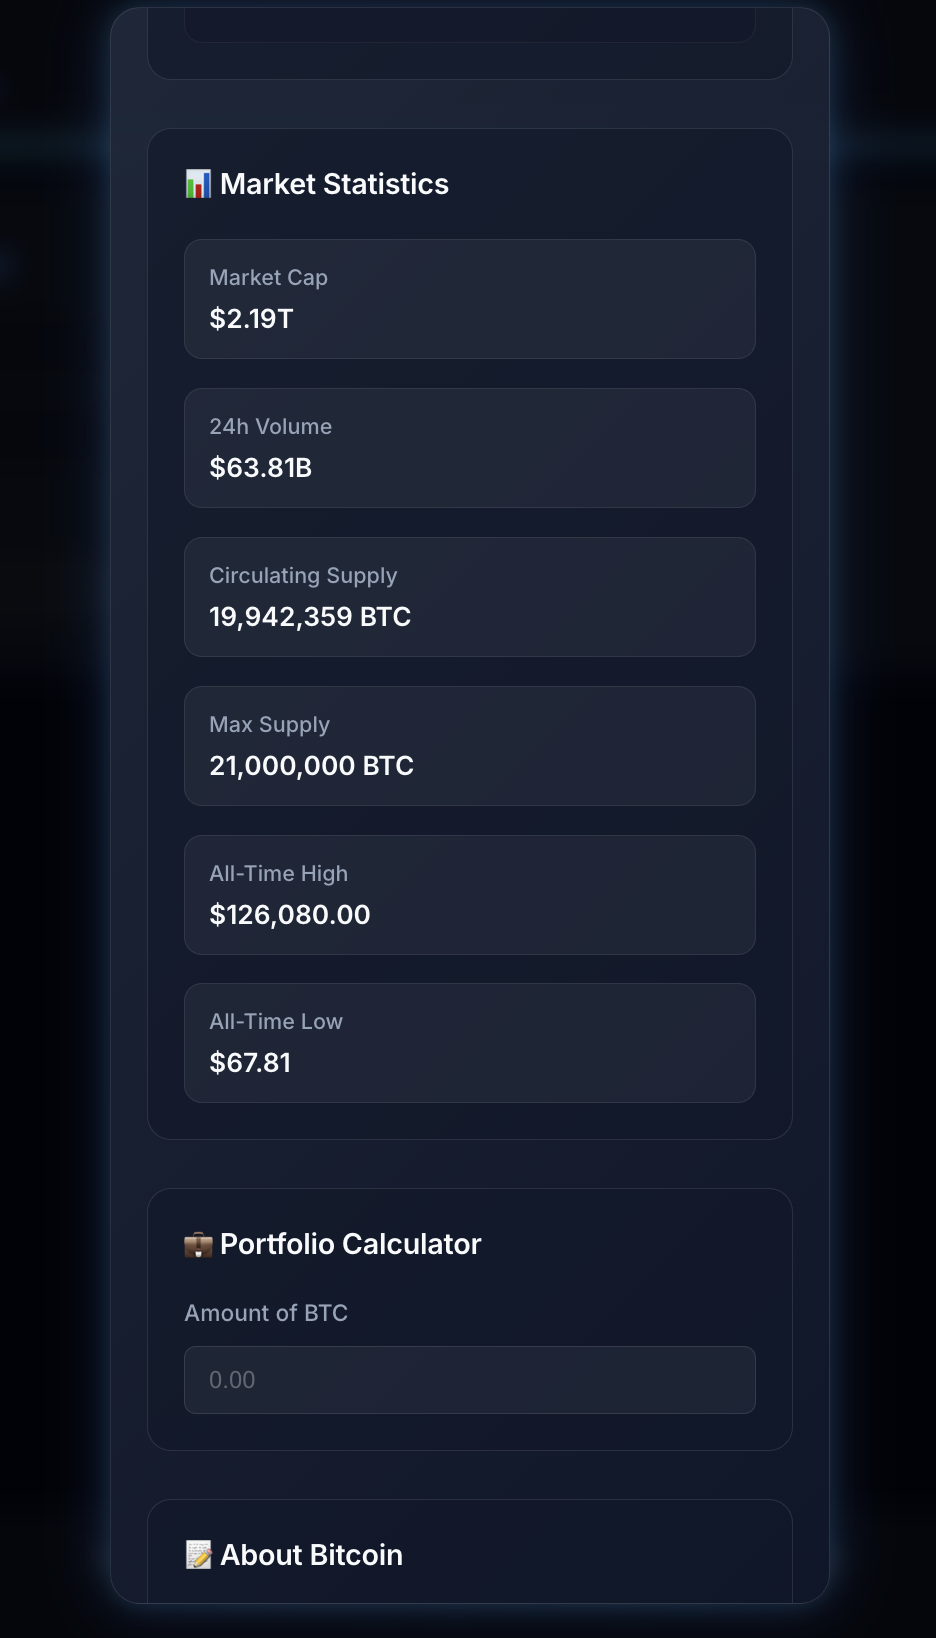 📊 Market Statistics
Market Cap
$2.19T
24h Volume
$63.81B
Circulating Supply
19,942,359 BTC
Max Supply
21,000,000 BTC
All-Time High
$126,080.00
All-Time Low
$67.81
💼 Portfolio Calculator
Amount of BTC
0.00
📝 About Bitcoin